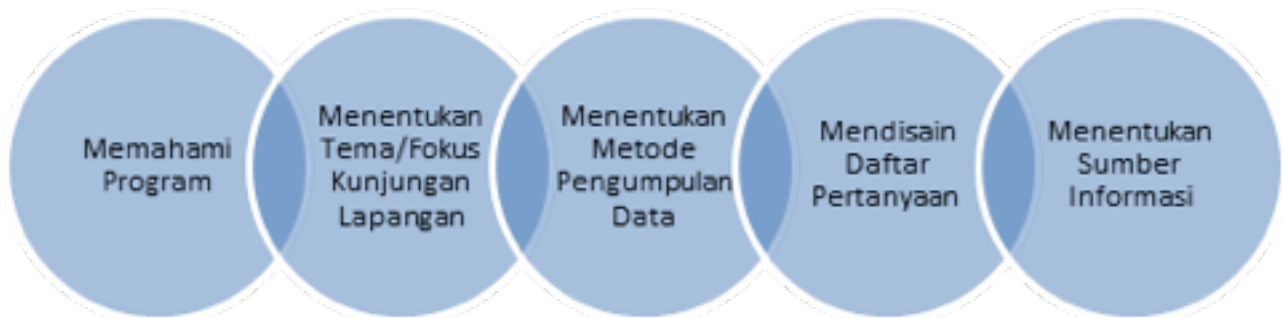 Memahami
Program
Menentukan
Tema/Fokus
Kunjungan
Lapangan
Menentukan
Metode
Pengumpulan
Data
Mendisain
Daftar
Pertanyaan
Menentukan
Sumber
Informasi